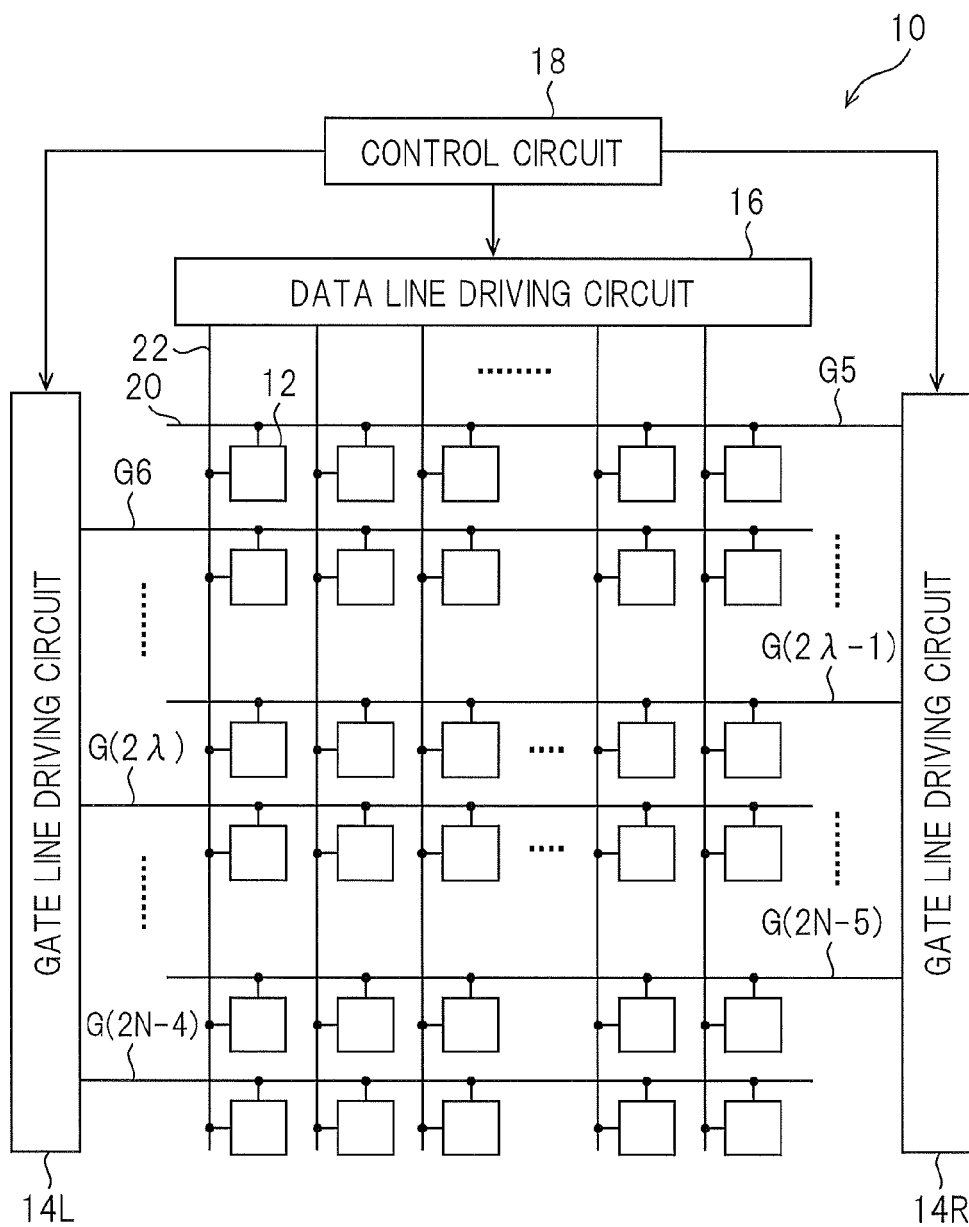 10
18
CONTROL CIRCUIT
16
DATA LINE DRIVING CIRCUIT
22
20
12
G5
G6
GATE LINE DRIVING CIRCUIT
GATE LINE DRIVING CIRCUIT
G(2λ-1)
G(2λ)
G(2N-5)
G(2N-4)
14L
14R